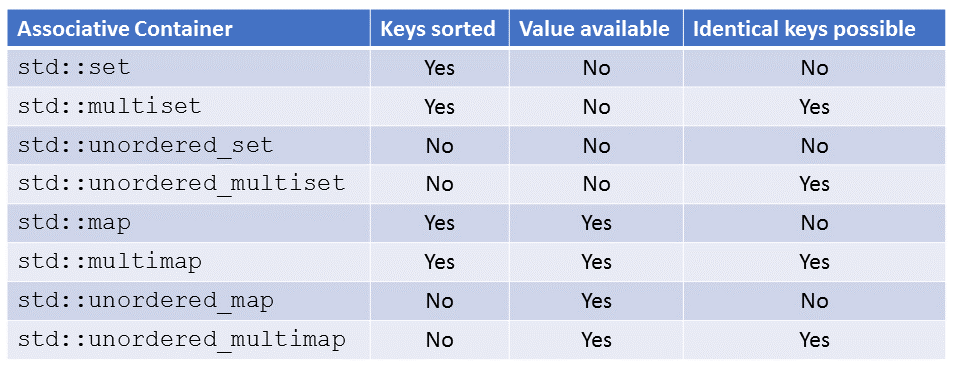 Associative Container Keys sorted Value available Identical keys possible
std::set Yes No No
std::multiset Yes No Yes
std::unordered_set No No No
std::unordered_multiset No No Yes
std::map Yes Yes No
std::multimap Yes Yes Yes
std::unordered_map No Yes No
std::unordered_multimap No Yes Yes